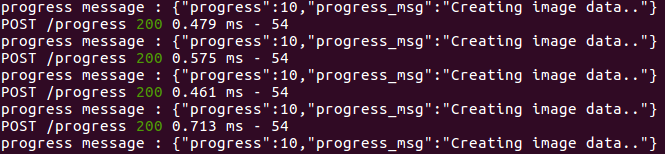 progress message : {"progress":10,"progress_msg":"Creating image data.."}
POST /progress 200 0.479 ms - 54
progress message : {"progress":10,"progress_msg":"Creating image data.."}
POST /progress 200 0.575 ms - 54
progress message : {"progress":10,"progress_msg":"Creating image data.."}
POST /progress 200 0.461 ms - 54
progress message : {"progress":10,"progress_msg":"Creating image data.."}
POST /progress 200 0.713 ms - 54
progress message : {"progress":10,"progress_msg":"Creating image data.."}